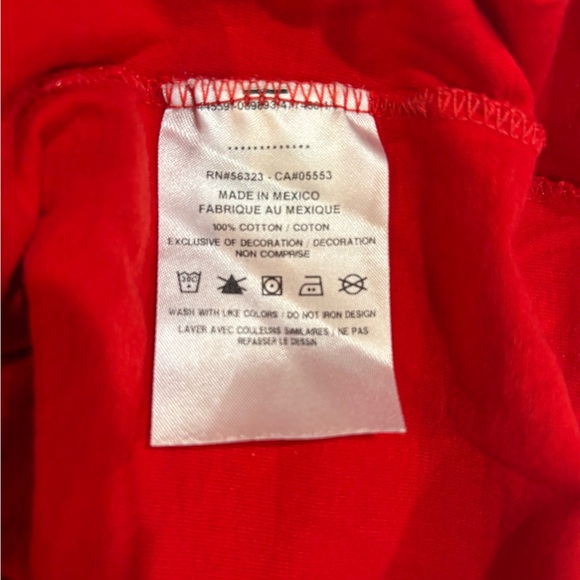 RN#56323 - CA#05553
MADE IN MEXICO
FABRIQUE AU MEXIQUE
100% COTTON / COTON
EXCLUSIVE OF DECORATION / DECORATION
NON COMPRISE
30C
WASH WITH LIKE COLORS / DO NOT IRON DESIGN
LAVER AVEC COULEURS SIMILAIRES / NE PAS
REPASSER LE DESSIN